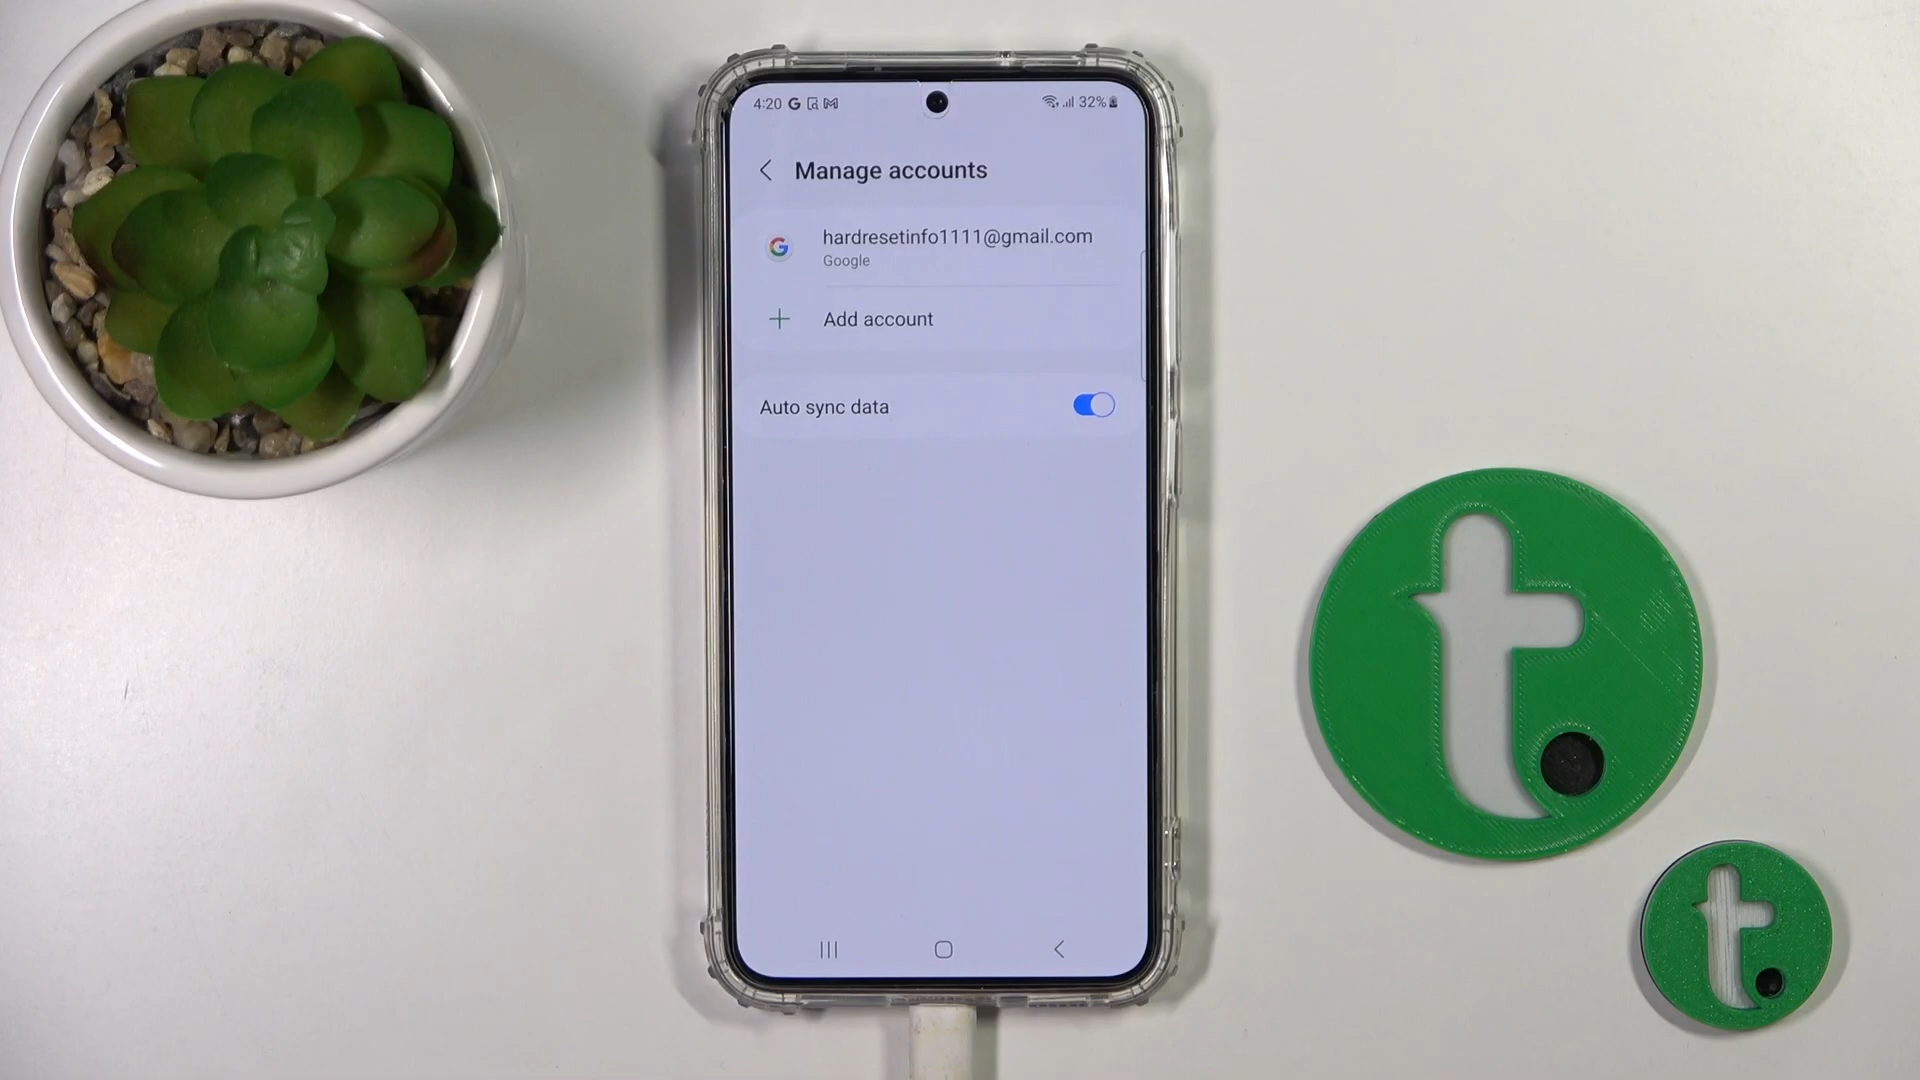 4:20
32%
Manage accounts
hardresetinfo1111@gmail.com
Google
Add account
Auto sync data
t.
t.